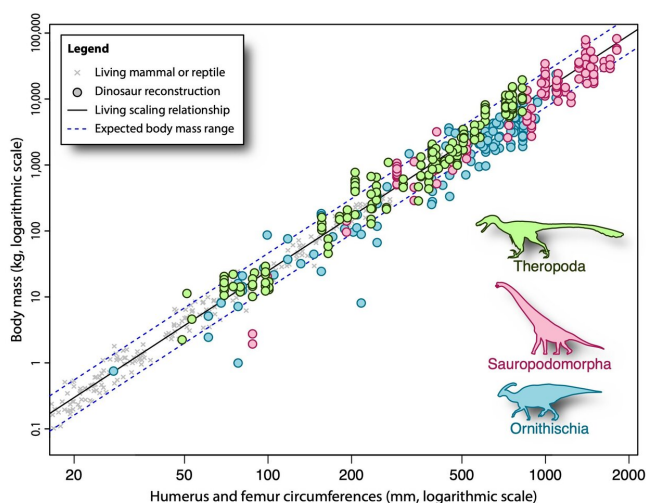 Legend
Living mammal or reptile
Dinosaur reconstruction
Living scaling relationship
Expected body mass range
Body mass (kg, logarithmic scale)
100,000
10,000
1,000
100
10
1
0.1
Theropoda
Sauropodomorpha
Ornithischia
20 50 100 200 500 1000 2000
Humerus and femur circumferences (mm, logarithmic scale)